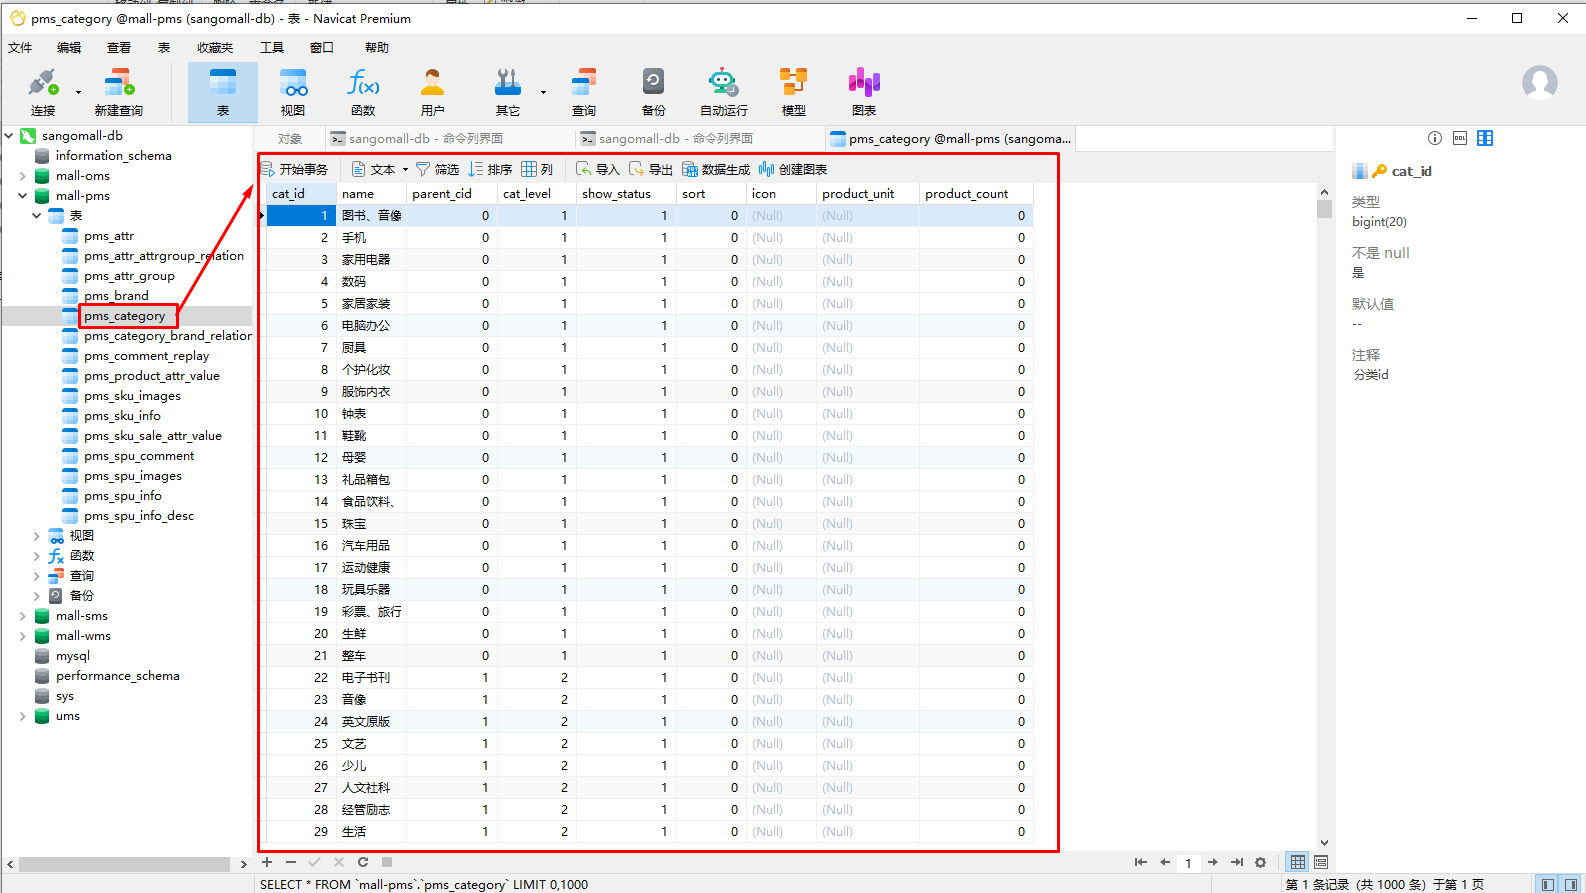 pms_category @mall-pms (sangomall-db) - 表 - Navicat Premium
文件 编辑 查看 表 收藏夹 工具 窗口 帮助
连接 新建查询 表 视图 函数 用户 其它 查询 备份 自动运行 模型 图表
sangomall-db
information_schema
mall-oms
mall-pms
表
pms_attr
pms_attr_attrgroup_relation
pms_attr_group
pms_brand
pms_category
pms_category_brand_relation
pms_comment_replay
pms_product_attr_value
pms_sku_images
pms_sku_info
pms_sku_sale_attr_value
pms_spu_comment
pms_spu_images
pms_spu_info
pms_spu_info_desc
视图
函数
查询
备份
mall-sms
mall-wms
mysql
performance_schema
sys
ums
对象 sangomall-db - 命令列界面 sangomall-db - 命令列界面 pms_category @mall-pms (sangoma...
开始事务 文本 筛选 排序 列 导入 导出 数据生成 创建图表
cat_id name parent_cid cat_level show_status sort icon product_unit product_count
1 图书、音像 0 1 1 0 (Null) (Null) 0
2 手机 0 1 1 0 (Null) (Null) 0
3 家用电器 0 1 1 0 (Null) (Null) 0
4 数码 0 1 1 0 (Null) (Null) 0
5 家居家装 0 1 1 0 (Null) (Null) 0
6 电脑办公 0 1 1 0 (Null) (Null) 0
7 厨具 0 1 1 0 (Null) (Null) 0
8 个护化妆 0 1 1 0 (Null) (Null) 0
9 服饰内衣 0 1 1 0 (Null) (Null) 0
10 钟表 0 1 1 0 (Null) (Null) 0
11 鞋靴 0 1 1 0 (Null) (Null) 0
12 母婴 0 1 1 0 (Null) (Null) 0
13 礼品箱包 0 1 1 0 (Null) (Null) 0
14 食品饮料、 0 1 1 0 (Null) (Null) 0
15 珠宝 0 1 1 0 (Null) (Null) 0
16 汽车用品 0 1 1 0 (Null) (Null) 0
17 运动健康 0 1 1 0 (Null) (Null) 0
18 玩具乐器 0 1 1 0 (Null) (Null) 0
19 彩票、旅行 0 1 1 0 (Null) (Null) 0
20 生鲜 0 1 1 0 (Null) (Null) 0
21 整车 0 1 1 0 (Null) (Null) 0
22 电子书刊 1 2 1 0 (Null) (Null) 0
23 音像 1 2 1 0 (Null) (Null) 0
24 英文原版 1 2 1 0 (Null) (Null) 0
25 文艺 1 2 1 0 (Null) (Null) 0
26 少儿 1 2 1 0 (Null) (Null) 0
27 人文社科 1 2 1 0 (Null) (Null) 0
28 经管励志 1 2 1 0 (Null) (Null) 0
29 生活 1 2 1 0 (Null) (Null) 0
1
SELECT * FROM `mall-pms`.`pms_category` LIMIT 0,1000
第 1 条记录（共 1000 条）于第 1 页
DDL
cat_id
类型
bigint(20)
不是 null
是
默认值
--
注释
分类id